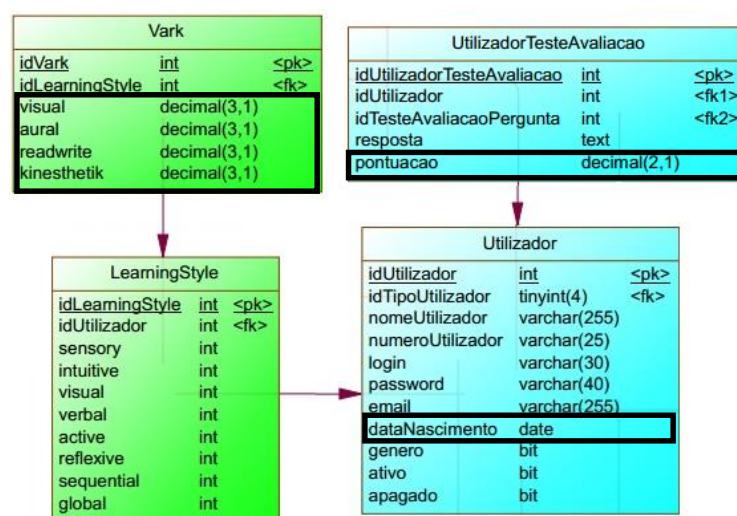 Vark
idVark int <pk>
idLearningStyle int <fk>
visual decimal(3,1)
aural decimal(3,1)
readwrite decimal(3,1)
kinesthetik decimal(3,1)
UtilizadorTesteAvaliacao
idUtilizadorTesteAvaliacao int <pk>
idUtilizador int <fk1>
idTesteAvaliacaoPergunta int <fk2>
resposta text
pontuacao decimal(2,1)
LearningStyle
idLearningStyle int <pk>
idUtilizador int <fk>
sensory int
intuitive int
visual int
verbal int
active int
reflexive int
sequential int
global int
Utilizador
idUtilizador int <pk>
idTipoUtilizador tinyint(4) <fk>
nomeUtilizador varchar(255)
numeroUtilizador varchar(25)
login varchar(30)
password varchar(40)
email varchar(255)
dataNascimento date
genero bit
ativo bit
apagado bit